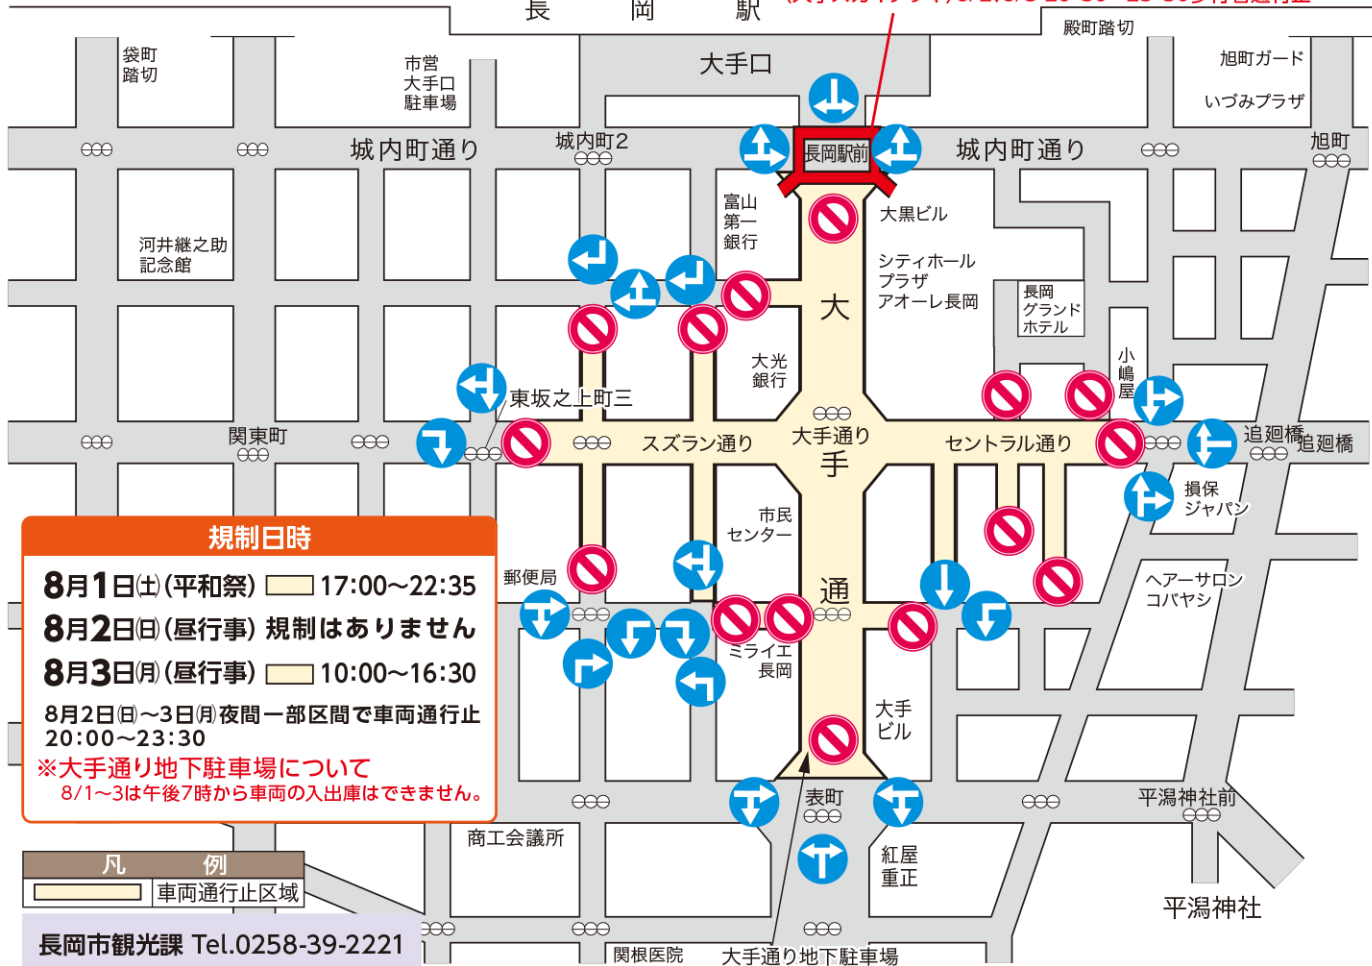 長岡駅
殿町踏切
袋町
踏切
市営
大手口
駐車場
大手口
旭町ガード
いづみプラザ
城内町通り
城内町2
長岡駅前
城内町通り
旭町
富山
第一
銀行
大黒ビル
河井継之助
記念館
シティホール
プラザ
アオーレ長岡
長岡
グランド
ホテル
大手通
大光
銀行
小嶋屋
東坂之上町三
関東町
スズラン通り
大手通り
セントラル通り
追廻橋
追廻橋
損保
ジャパン
市民
センター
郵便局
ヘアーサロン
コバヤシ
ミライエ
長岡
大手
ビル
規制日時
8月1日㈯(平和祭) 17:00～22:35
8月2日㈰(昼行事) 規制はありません
8月3日㈪(昼行事) 10:00～16:30
8月2日㈰～3日㈪夜間一部区間で車両通行止
20:00～23:30
※大手通り地下駐車場について
8/1～3は午後7時から車両の入出庫はできません。
表町
平潟神社前
商工会議所
紅屋
重正
平潟神社
凡例
車両通行止区域
長岡市観光課 Tel.0258-39-2221
関根医院
大手通り地下駐車場